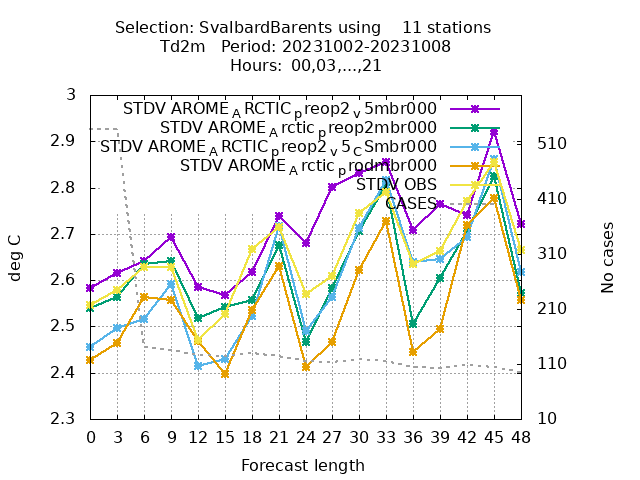 Selection: SvalbardBarents using    11 stations
Td2m   Period: 20231002-20231008
Hours:  00,03,...,21
STDV AROME_ARCTIC_preop2_v5mbr000
STDV AROME_Arctic_preop2mbr000
STDV AROME_ARCTIC_preop2_v5_CSmbr000
STDV AROME_Arctic_prodmbr000
STDV OBS
CASES
3
2.9
2.8
2.7
2.6
2.5
2.4
2.3
deg C
510
410
310
210
110
10
No cases
0 3 6 9 12 15 18 21 24 27 30 33 36 39 42 45 48
Forecast length